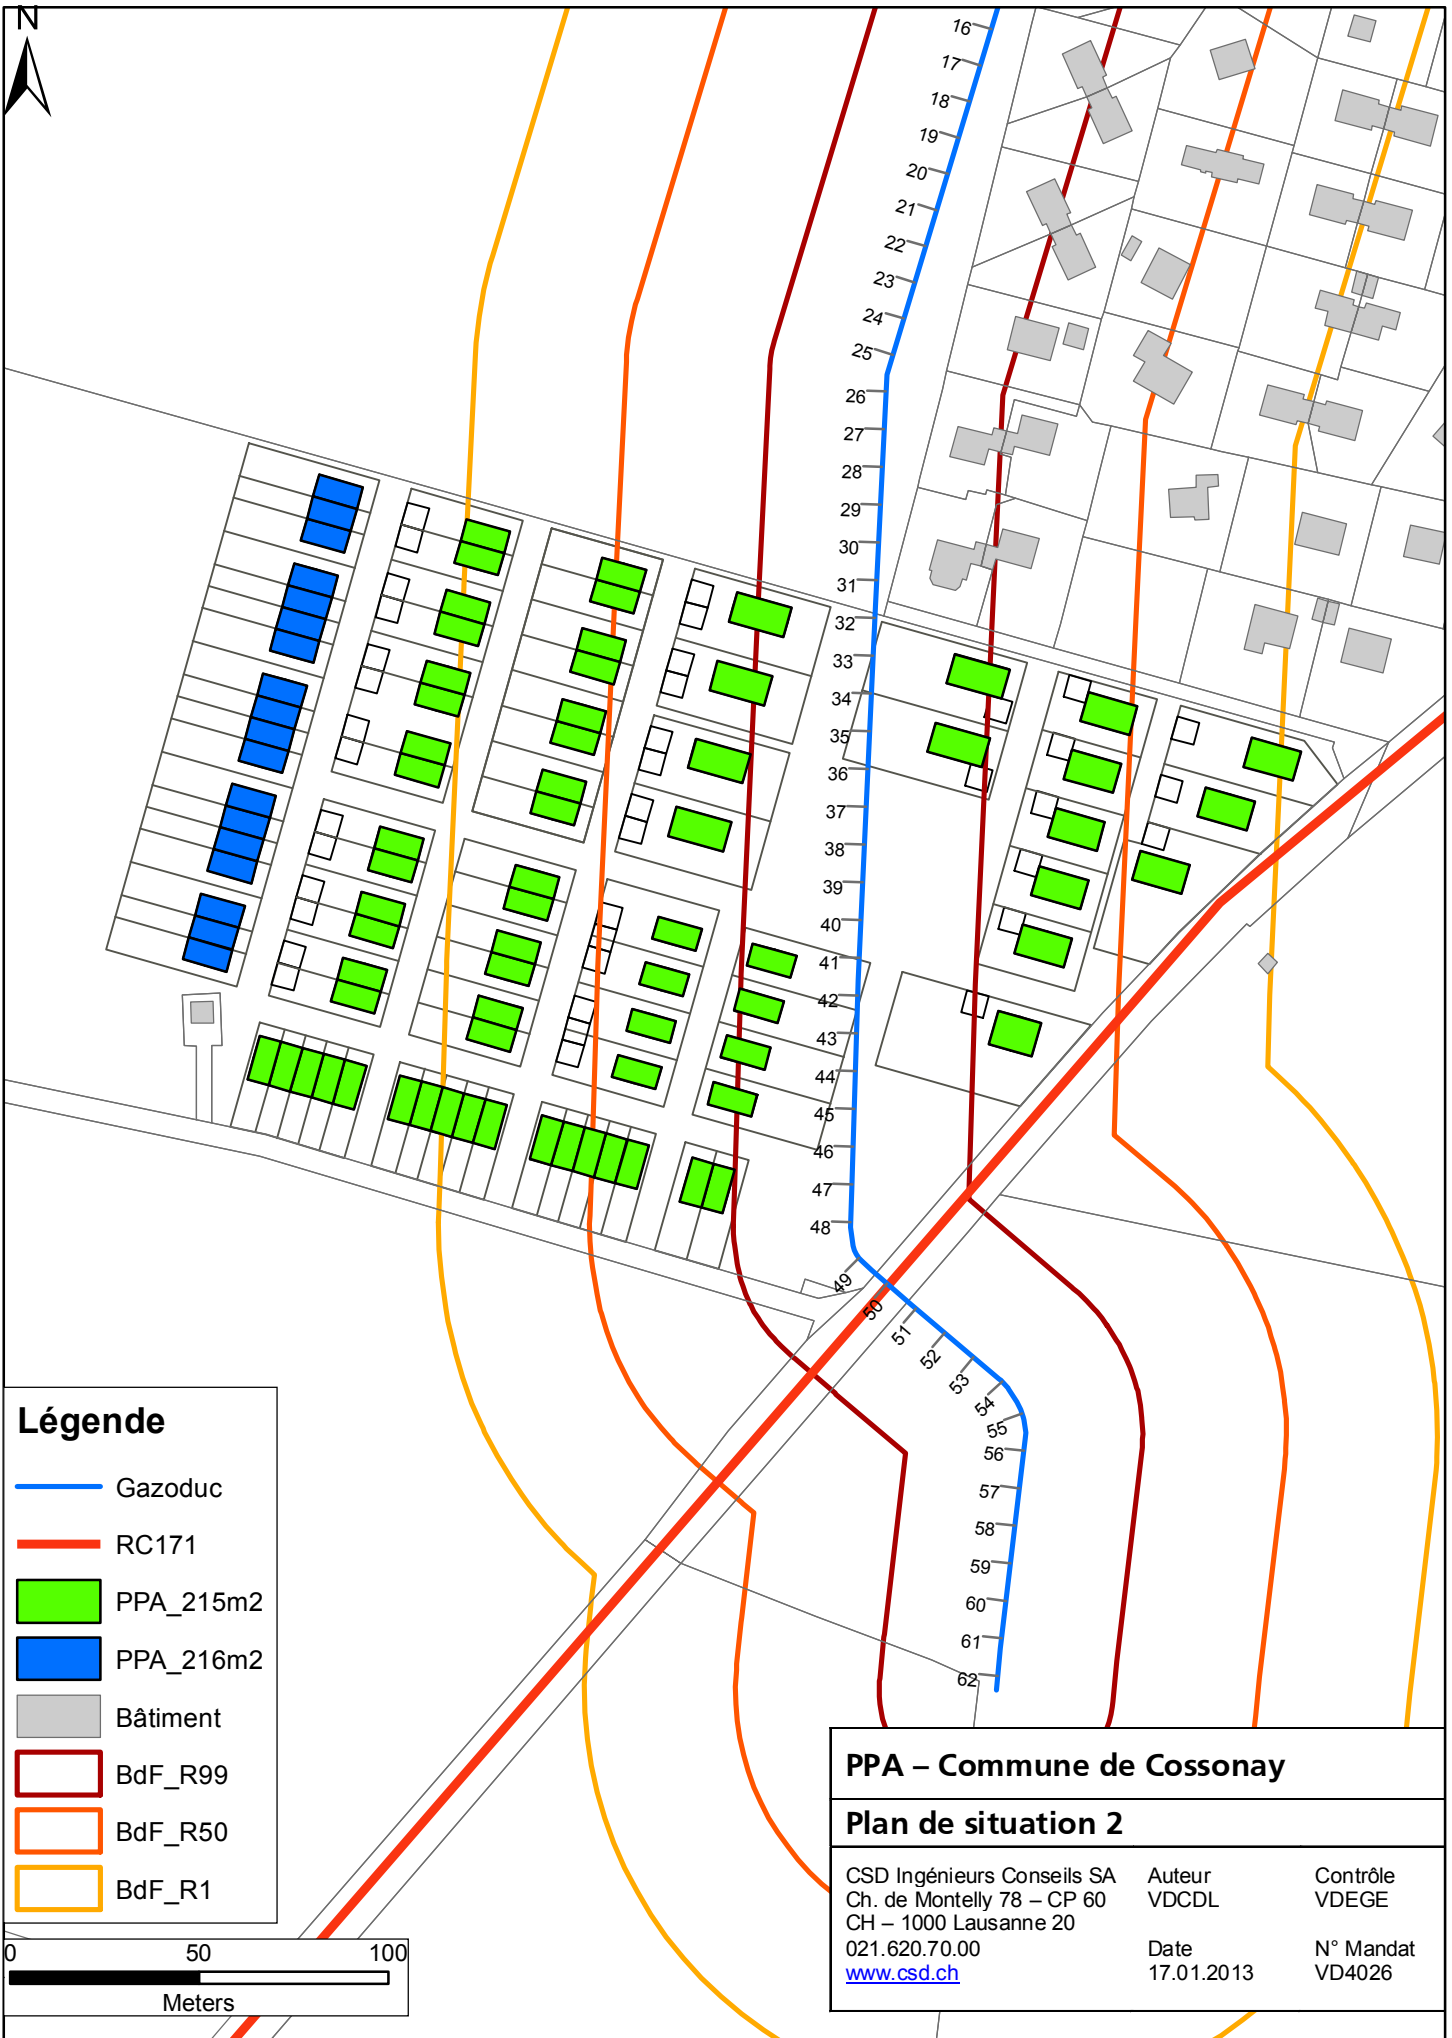 N
16
17
18
19
20
21
22
23
24
25
26
27
28
29
30
31
32
33
34
35
36
37
38
39
40
41
42
43
44
45
46
47
48
49
50
51
52
53
54
55
56
57
58
59
60
61
62
Légende
Gazoduc
RC171
PPA_215m2
PPA_216m2
Bâtiment
BdF_R99
BdF_R50
BdF_R1
0 50 100
Meters
PPA – Commune de Cossonay
Plan de situation 2
CSD Ingénieurs Conseils SA
Ch. de Montelly 78 – CP 60
CH – 1000 Lausanne 20
021.620.70.00
www.csd.ch
Auteur
VDCDL
Date
17.01.2013
Contrôle
VDEGE
N° Mandat
VD4026